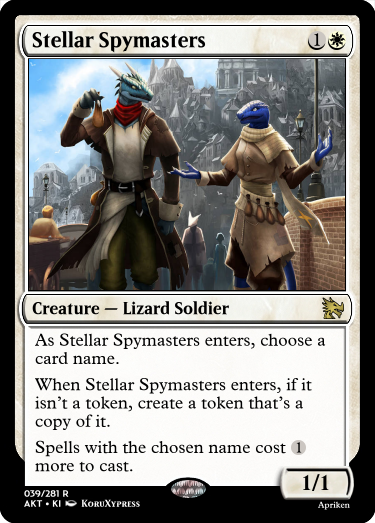 Stellar Spymasters 1
Creature — Lizard Soldier
As Stellar Spymasters enters, choose a
card name.
When Stellar Spymasters enters, if it
isn't a token, create a token that's a
copy of it.
Spells with the chosen name cost 1
more to cast.
1/1
039/281 R
AKT • KI KoruXypress
Apriken